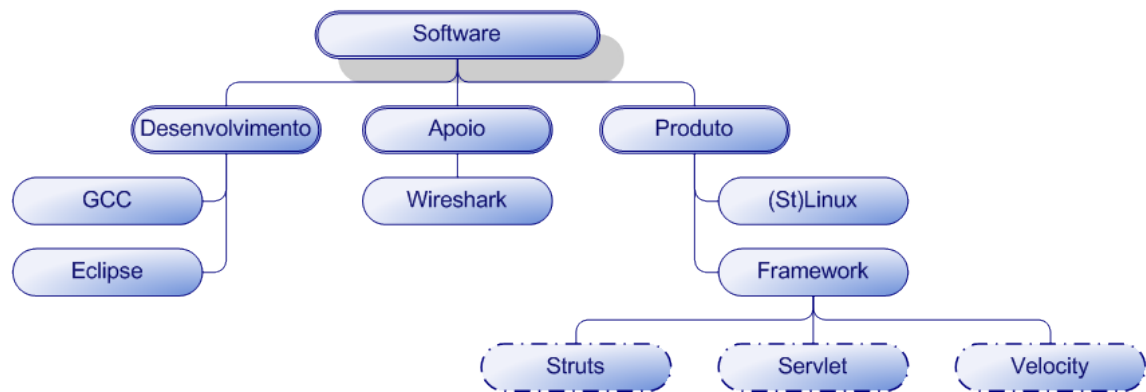 Software
Desenvolvimento
Apoio
Produto
GCC
Wireshark
(St)Linux
Eclipse
Framework
Struts
Servlet
Velocity